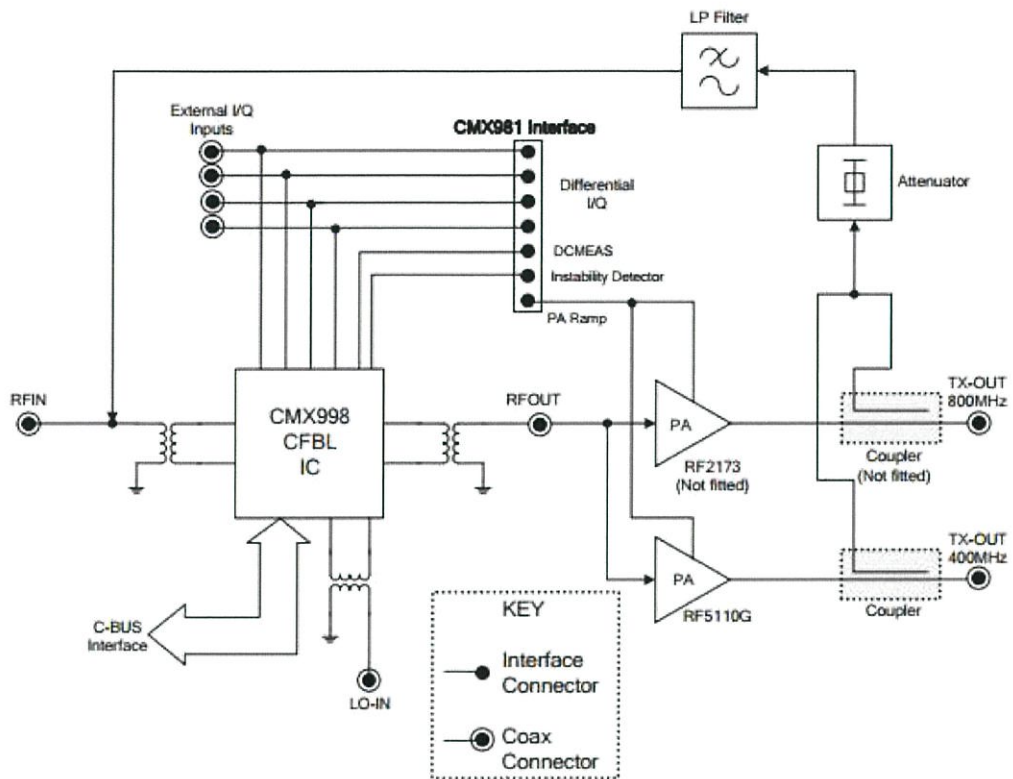 LP Filter
External I/Q
Inputs
CMX981 Interface
Differential
I/Q
Attenuator
DCMEAS
Instability Detector
PA Ramp
RFIN
CMX998
CFBL
IC
RFOUT
PA
RF2173
(Not fitted)
TX-OUT
800MHz
Coupler
(Not fitted)
PA
RF5110G
TX-OUT
400MHz
Coupler
C-BUS
Interface
LO-IN
KEY
Interface
Connector
Coax
Connector